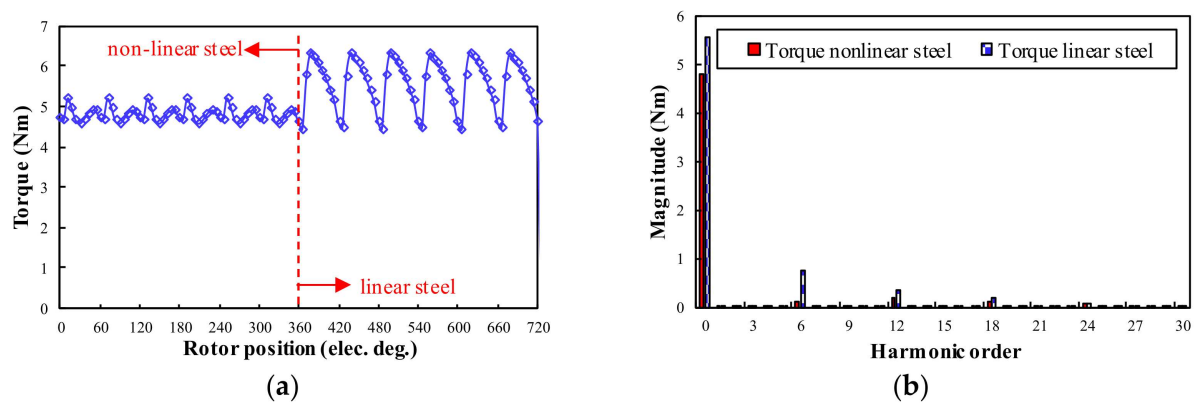 7
6
5
4
3
2
1
0
Torque (Nm)
non-linear steel
linear steel
0 60 120 180 240 300 360 420 480 540 600 660 720
Rotor position (elec. deg.)
(a)
6
5
4
3
2
1
0
Magnitude (Nm)
Torque nonlinear steel Torque linear steel
0 3 6 9 12 15 18 21 24 27 30
Harmonic order
(b)